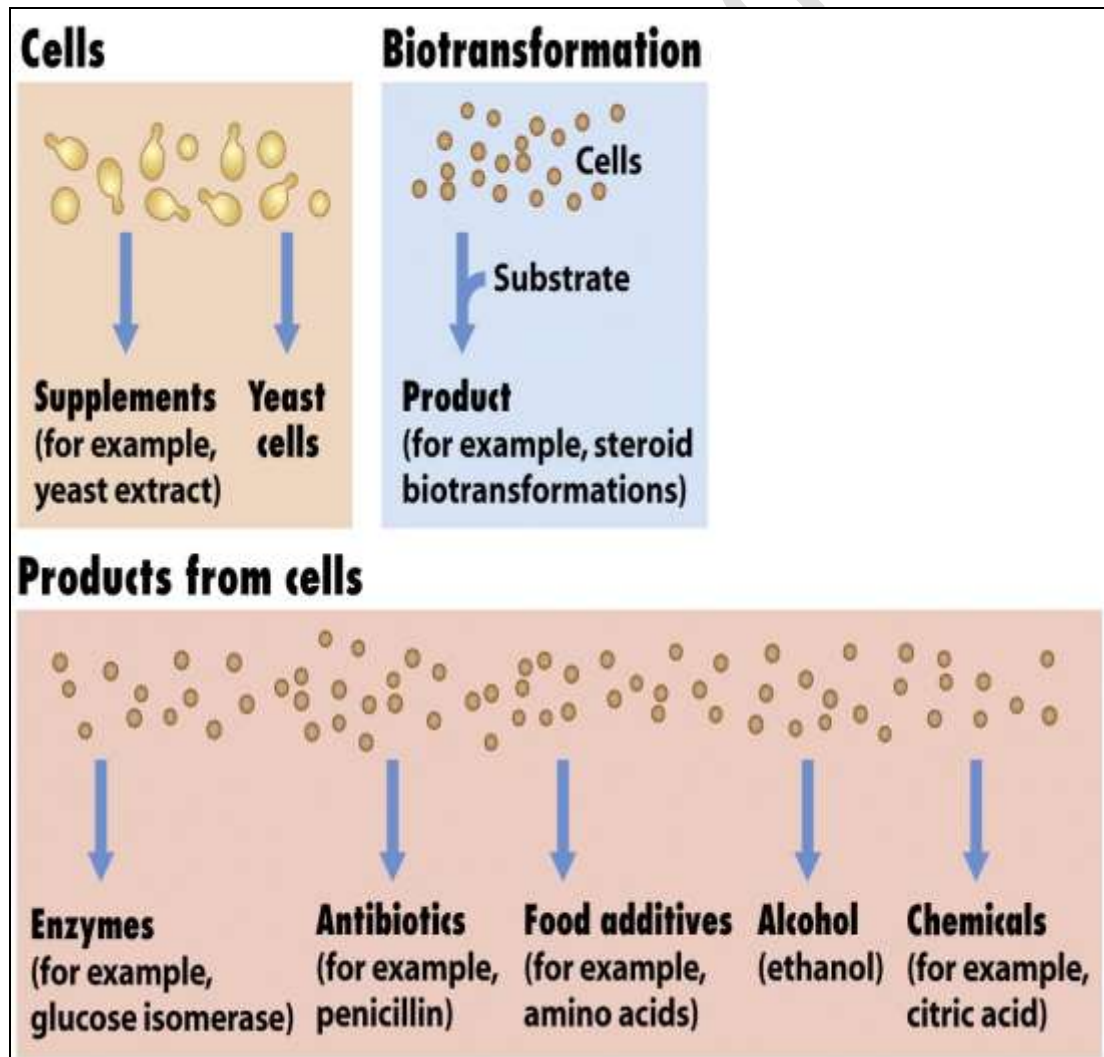 Cells
Supplements
(for example,
yeast extract)
Yeast
cells
Biotransformation
Cells
Substrate
Product
(for example, steroid
biotransformations)
Products from cells
Enzymes
(for example,
glucose isomerase)
Antibiotics
(for example,
penicillin)
Food additives
(for example,
amino acids)
Alcohol
(ethanol)
Chemicals
(for example,
citric acid)